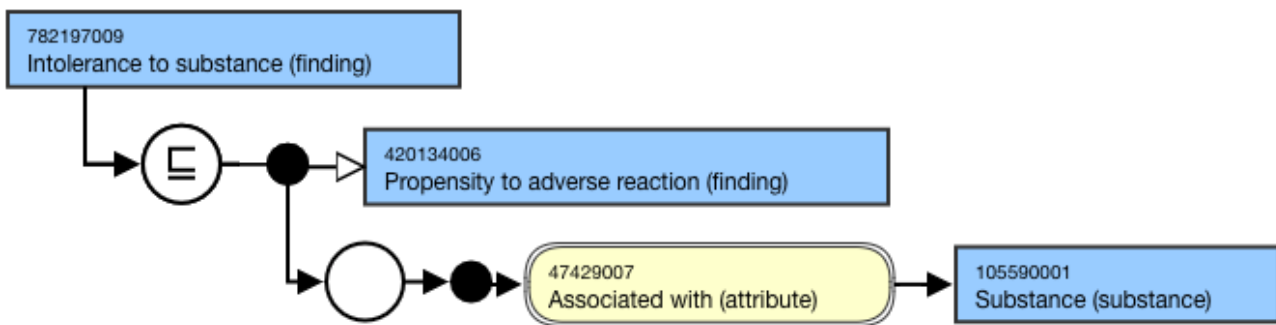 782197009
Intolerance to substance (finding)
⊑
420134006
Propensity to adverse reaction (finding)
47429007
Associated with (attribute)
105590001
Substance (substance)